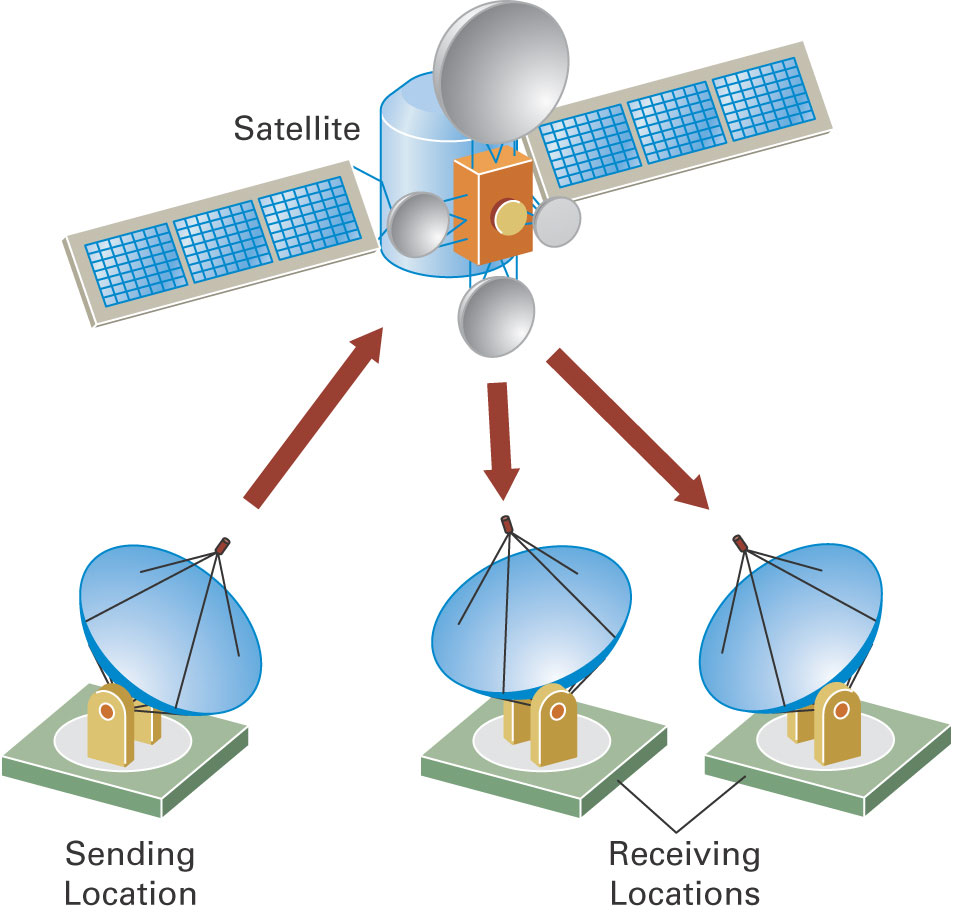 Satellite
Sending
Location
Receiving
Locations